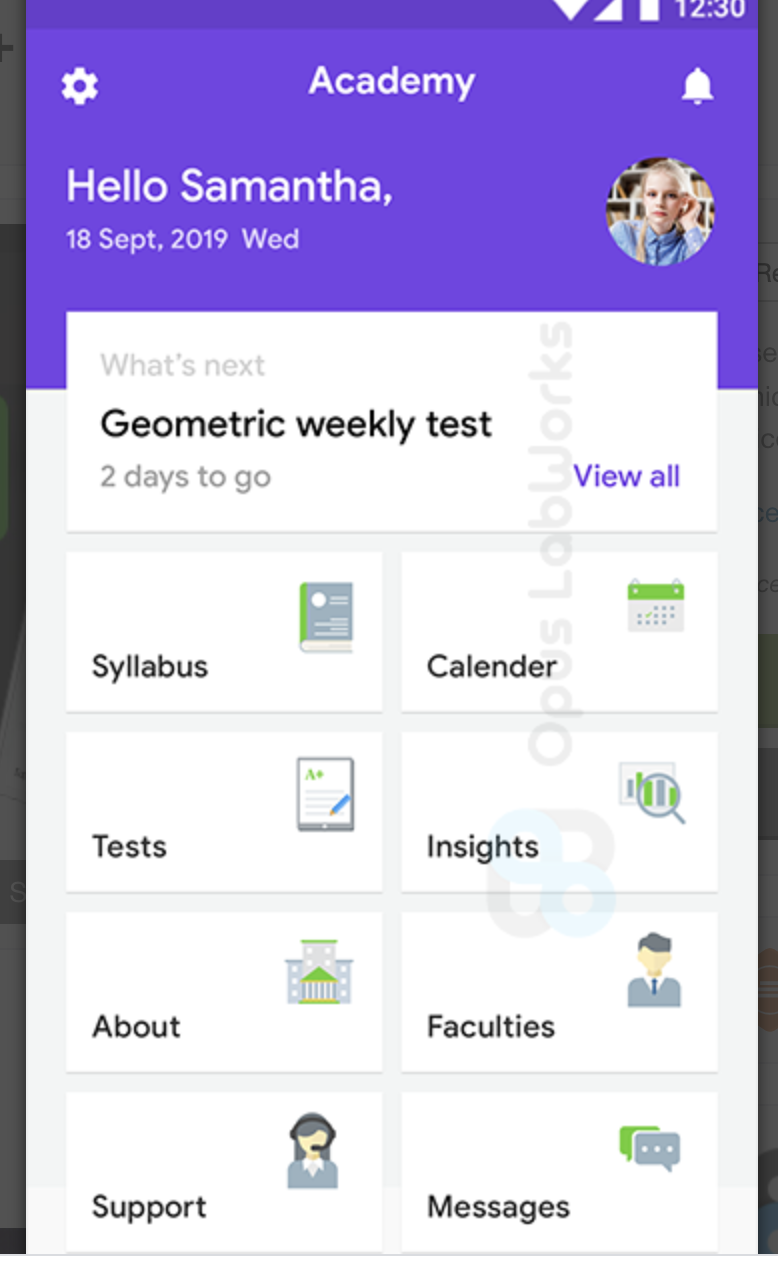 12:30
Academy
Hello Samantha,
18 Sept, 2019 Wed
What's next
Geometric weekly test
2 days to go
View all
Opus LabWorks
Syllabus
Calender
A+
Tests
Insights
About
Faculties
Support
Messages